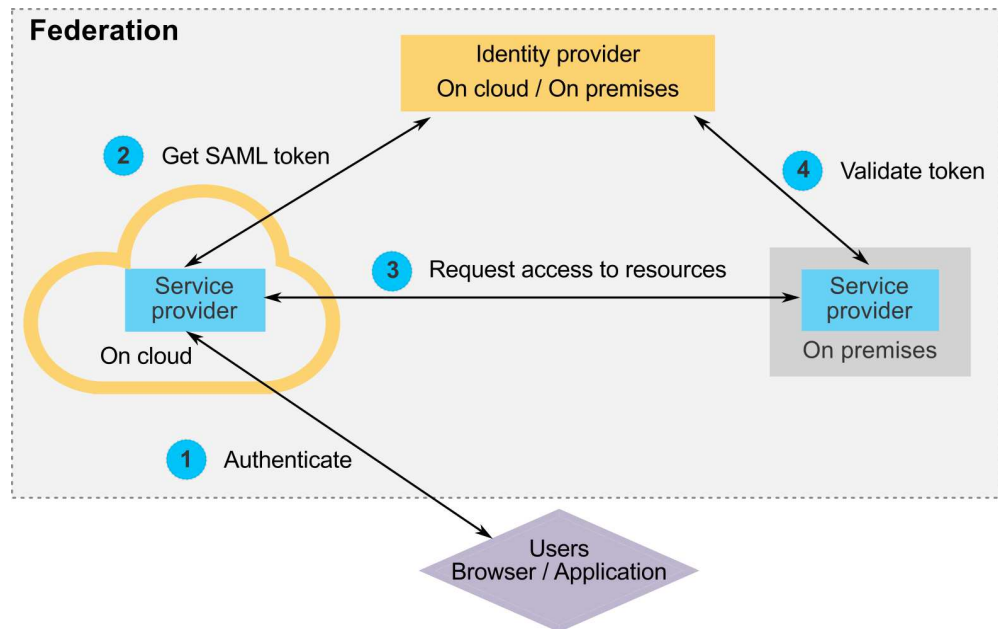 Federation
Identity provider
On cloud / On premises
2
Get SAML token
4
Validate token
3
Request access to resources
Service
provider
On cloud
Service
provider
On premises
1
Authenticate
Users
Browser / Application